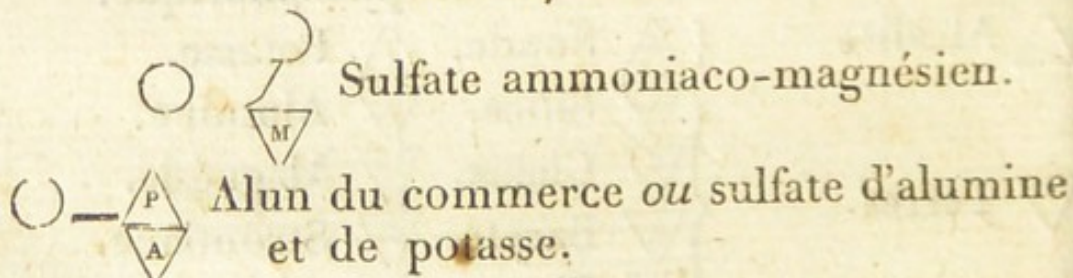 M Sulfate ammoniaco-magnésien.
P Alun du commerce ou sulfate d'alumine
A et de potasse.